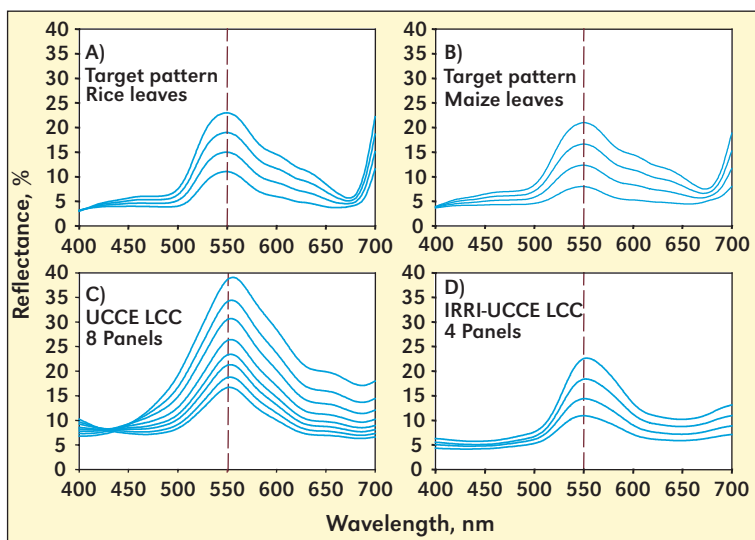 Reflectance, %
A)
Target pattern
Rice leaves
40
35
30
25
20
15
10
5
0
400 450 500 550 600 650 700
B)
Target pattern
Maize leaves
40
35
30
25
20
15
10
5
0
400 450 500 550 600 650 700
C)
UCCE LCC
8 Panels
40
35
30
25
20
15
10
5
0
400 450 500 550 600 650 700
D)
IRRI-UCCE LCC
4 Panels
40
35
30
25
20
15
10
5
0
400 450 500 550 600 650 700
Wavelength, nm